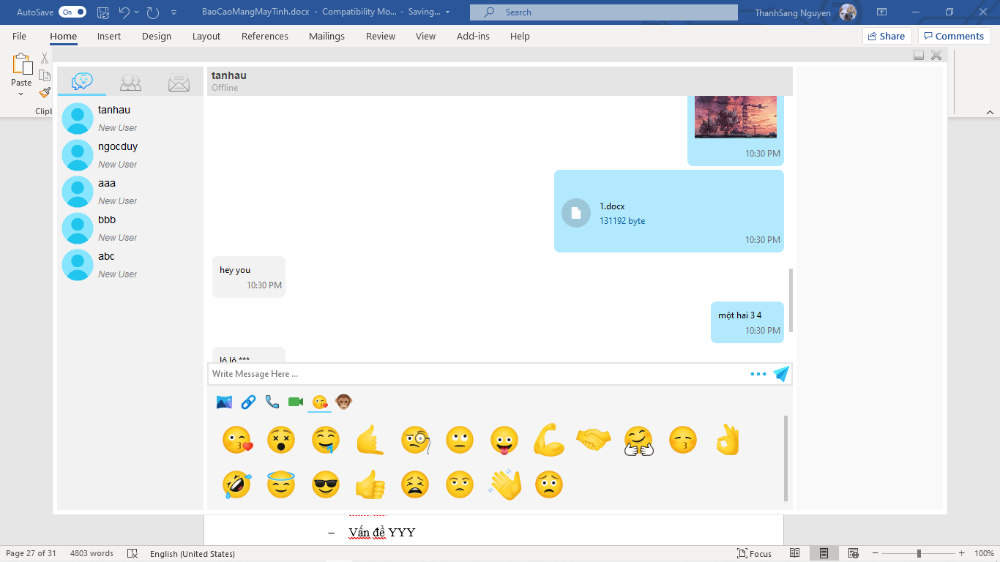 AutoSave On BaoCaoMangMayTinh.docx - Compatibility Mo... - Saving... Search ThanhSang Nguyen
File Home Insert Design Layout References Mailings Review View Add-ins Help Share Comments
Paste
Clipb
tanhau
Offline
tanhau
New User
ngocduy
New User
aaa
New User
bbb
New User
abc
New User
10:30 PM
1.docx
131192 byte
10:30 PM
hey you
10:30 PM
một hai 3 4
10:30 PM
lô lô ***
Write Message Here ...
– Vấn đề YYY
Page 27 of 31 4803 words English (United States) Focus 100%